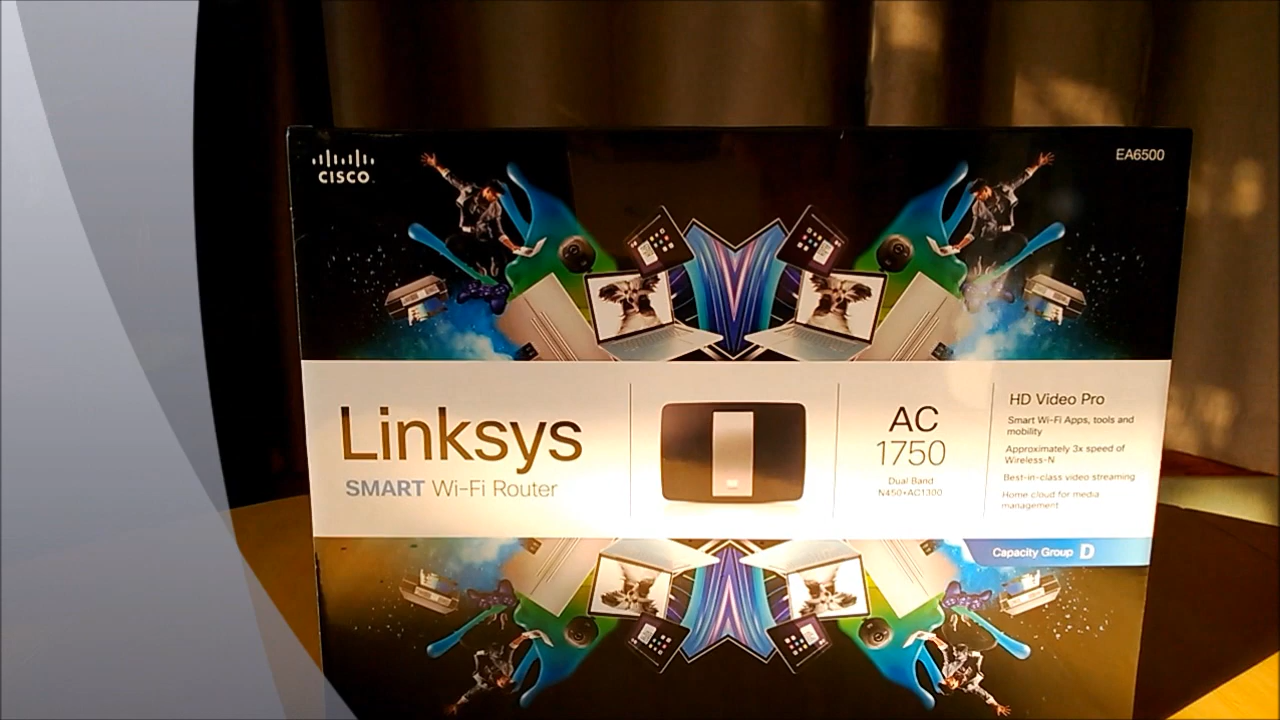 CISCO
EA6500
Linksys
SMART Wi-Fi Router
AC
1750
Dual Band
N450+AC1300
HD Video Pro
Smart Wi-Fi Apps, tools and
mobility
Approximately 3x speed of
Wireless-N
Best-in-class video streaming
Home cloud for media
management
Capacity Group D